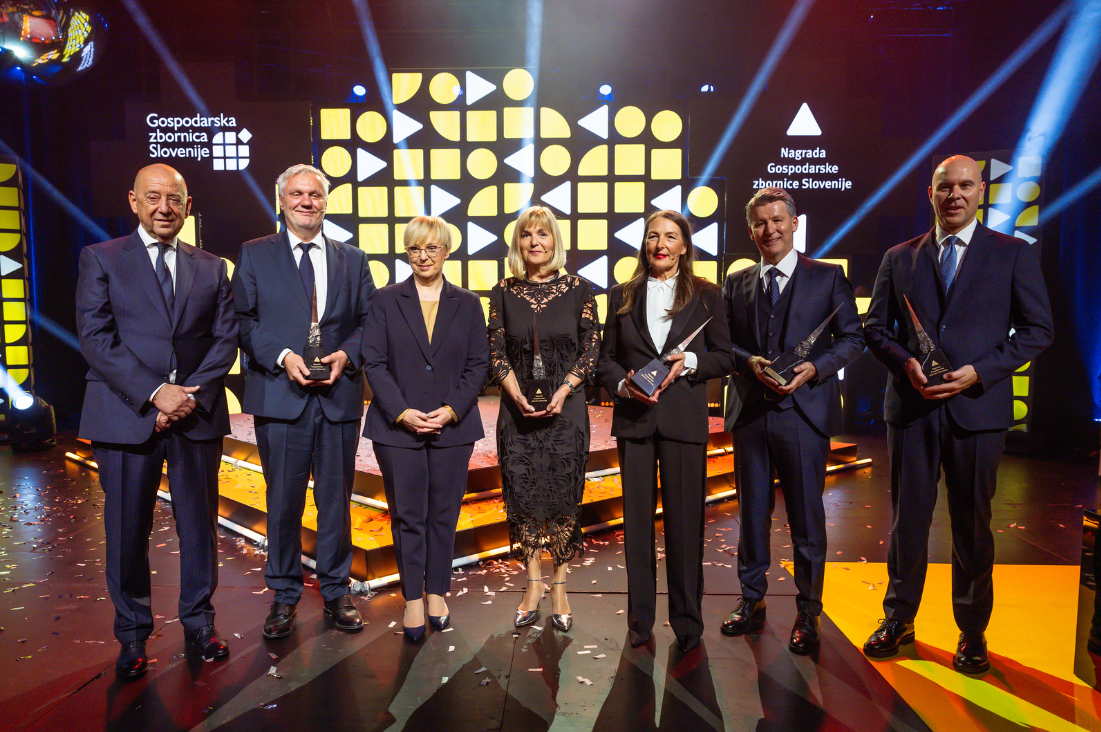 Gospodarska
zbornica
Slovenije
Nagrada
Gospodarske
zbornice Slovenije